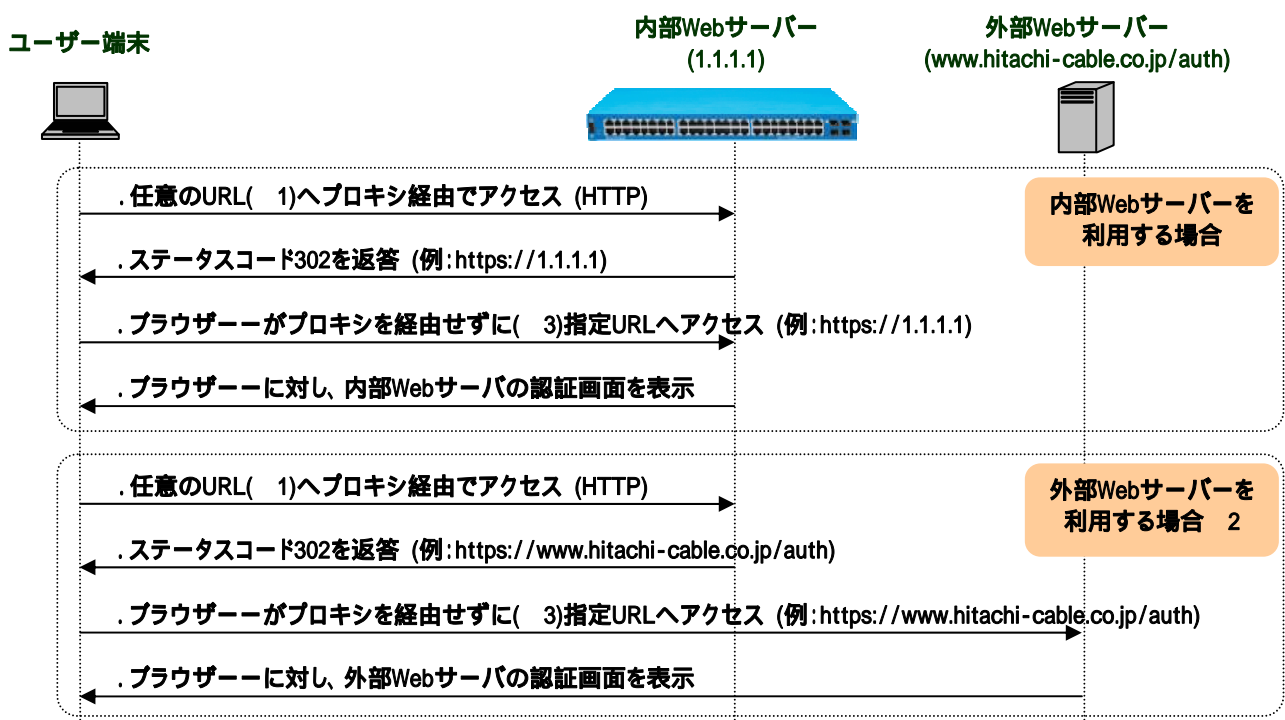 ユーザー端末
内部Webサーバー
(1.1.1.1)
外部Webサーバー
(www.hitachi-cable.co.jp/auth)
内部Webサーバーを
利用する場合
.任意のURL( 1)へプロキシ経由でアクセス (HTTP)
.ステータスコード302を返答 (例:https://1.1.1.1)
.ブラウザーーがプロキシを経由せずに( 3)指定URLへアクセス (例:https://1.1.1.1)
.ブラウザーーに対し、内部Webサーバの認証画面を表示
外部Webサーバーを
利用する場合 2
.任意のURL( 1)へプロキシ経由でアクセス (HTTP)
.ステータスコード302を返答 (例:https://www.hitachi-cable.co.jp/auth)
.ブラウザーーがプロキシを経由せずに( 3)指定URLへアクセス (例:https://www.hitachi-cable.co.jp/auth)
.ブラウザーーに対し、外部Webサーバの認証画面を表示